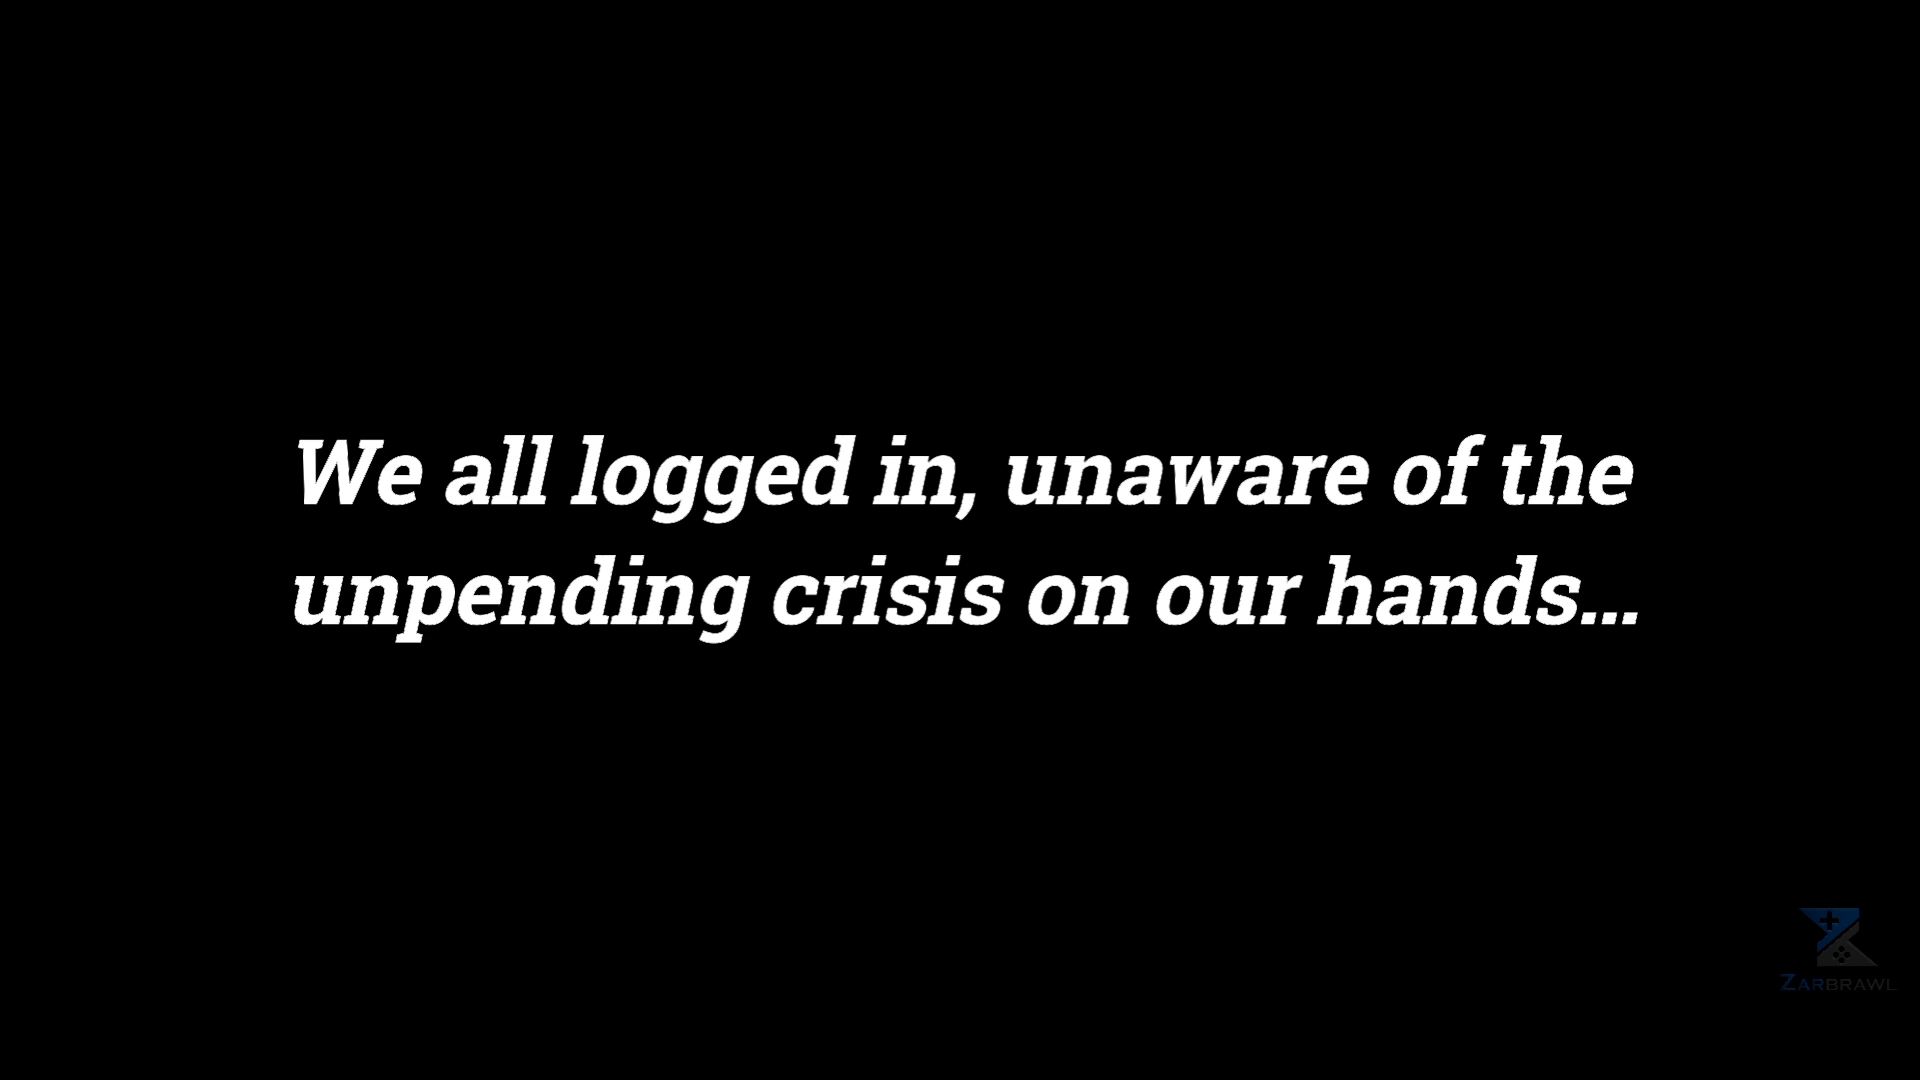 We all logged in, unaware of the
unpending crisis on our hands...
ZARBRAWL